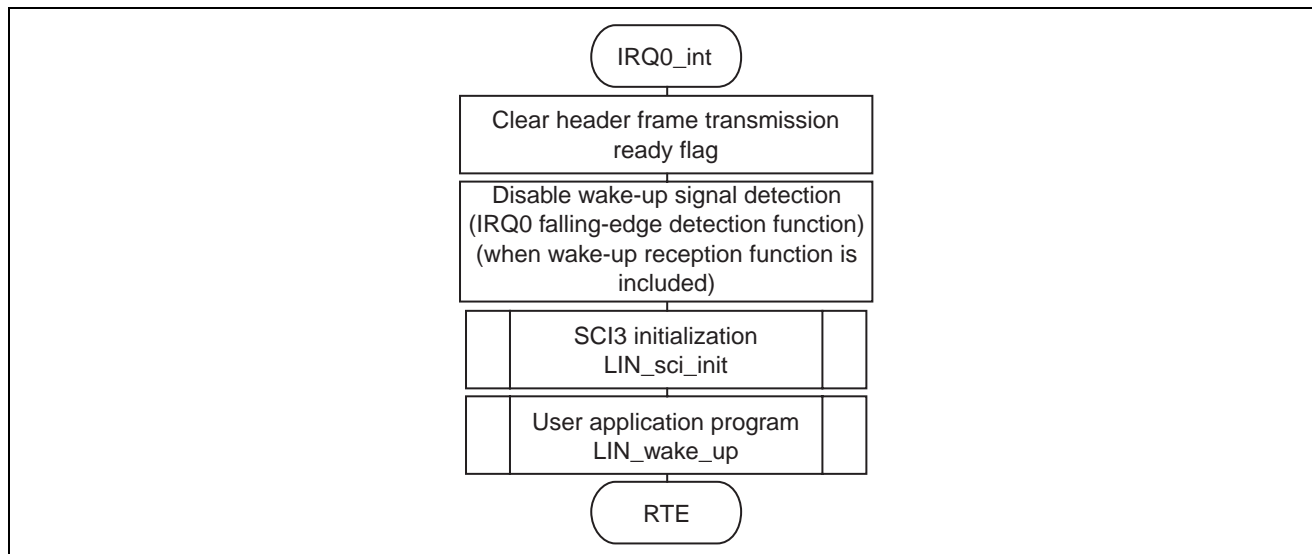 IRQ0_int
Clear header frame transmission
ready flag
Disable wake-up signal detection
(IRQ0 falling-edge detection function)
(when wake-up reception function is
included)
SCI3 initialization
LIN_sci_init
User application program
LIN_wake_up
RTE